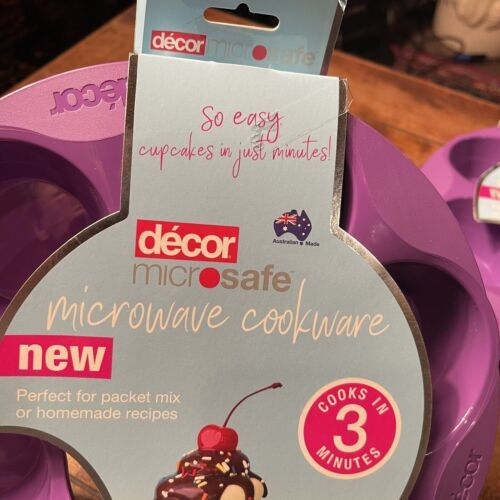 décor microsafe
décor
So easy
cupcakes in just minutes!
décor
microsafe
Australian Made
microwave cookware
new
Perfect for packet mix
or homemade recipes
COOKS IN
3
MINUTES
décor